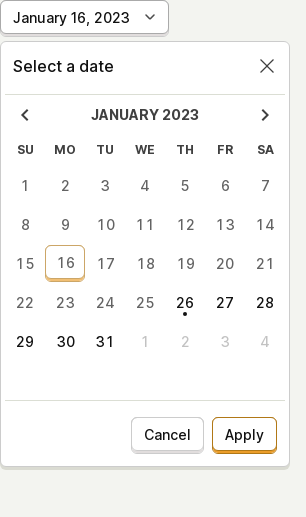 January 16, 2023
Select a date
JANUARY 2023
SU MO TU WE TH FR SA
1 2 3 4 5 6 7
8 9 10 11 12 13 14
15 16 17 18 19 20 21
22 23 24 25 26 27 28
29 30 31 1 2 3 4
Cancel Apply